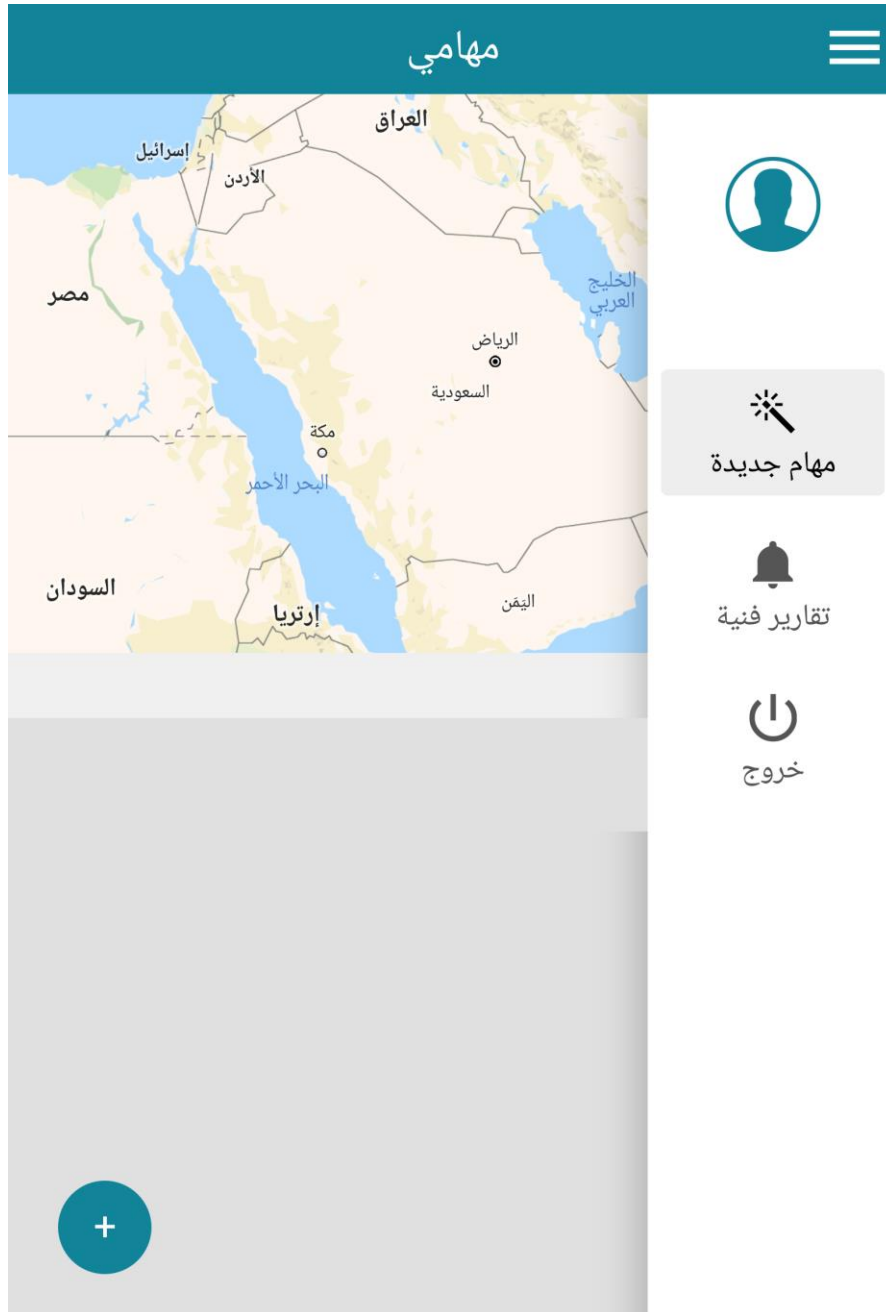 مهامي
العراق
إسرائيل
الأردن
مصر
الخليج
العربي
الرياض
السعودية
مكة
البحر الأحمر
السودان
إرتريا
اليَمَن
مهام جديدة
تقارير فنية
خروج
+